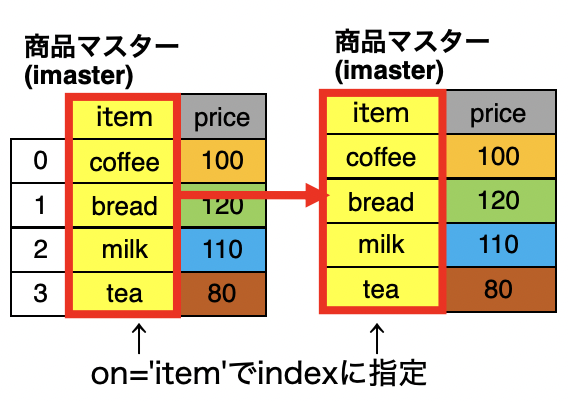 商品マスター
(imaster)
item price
0 coffee 100
1 bread 120
2 milk 110
3 tea 80
商品マスター
(imaster)
item price
coffee 100
bread 120
milk 110
tea 80
↑ ↑
on='item'でindexに指定